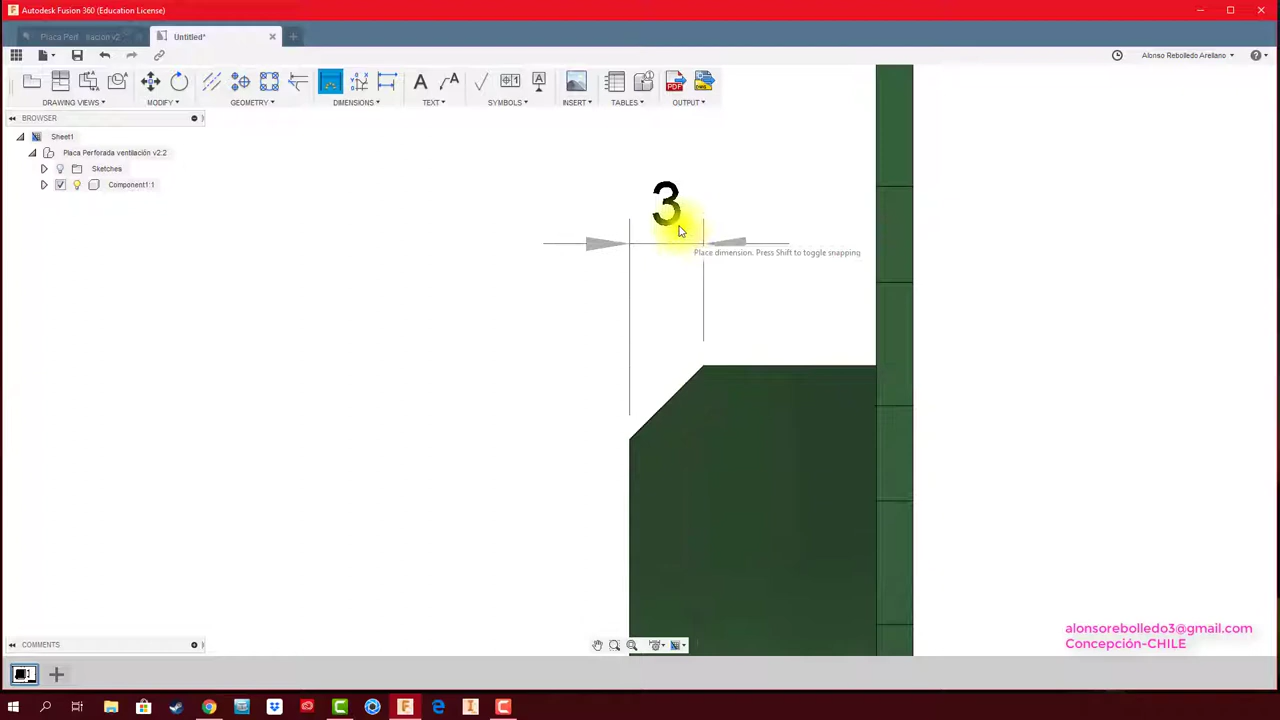 Autodesk Fusion 360 (Education License)
Untitled*
Alonso Rebolledo Arellano
DRAWING VIEWS MODIFY GEOMETRY DIMENSIONS TEXT SYMBOLS INSERT TABLES OUTPUT
PDF
BROWSER
Sheet1
Placa Perforada ventilación v2:2
Sketches
Component1:1
3
Place dimension. Press Shift to toggle snapping
alonsorebolledo3@gmail.com
Concepción-CHILE
COMMENTS